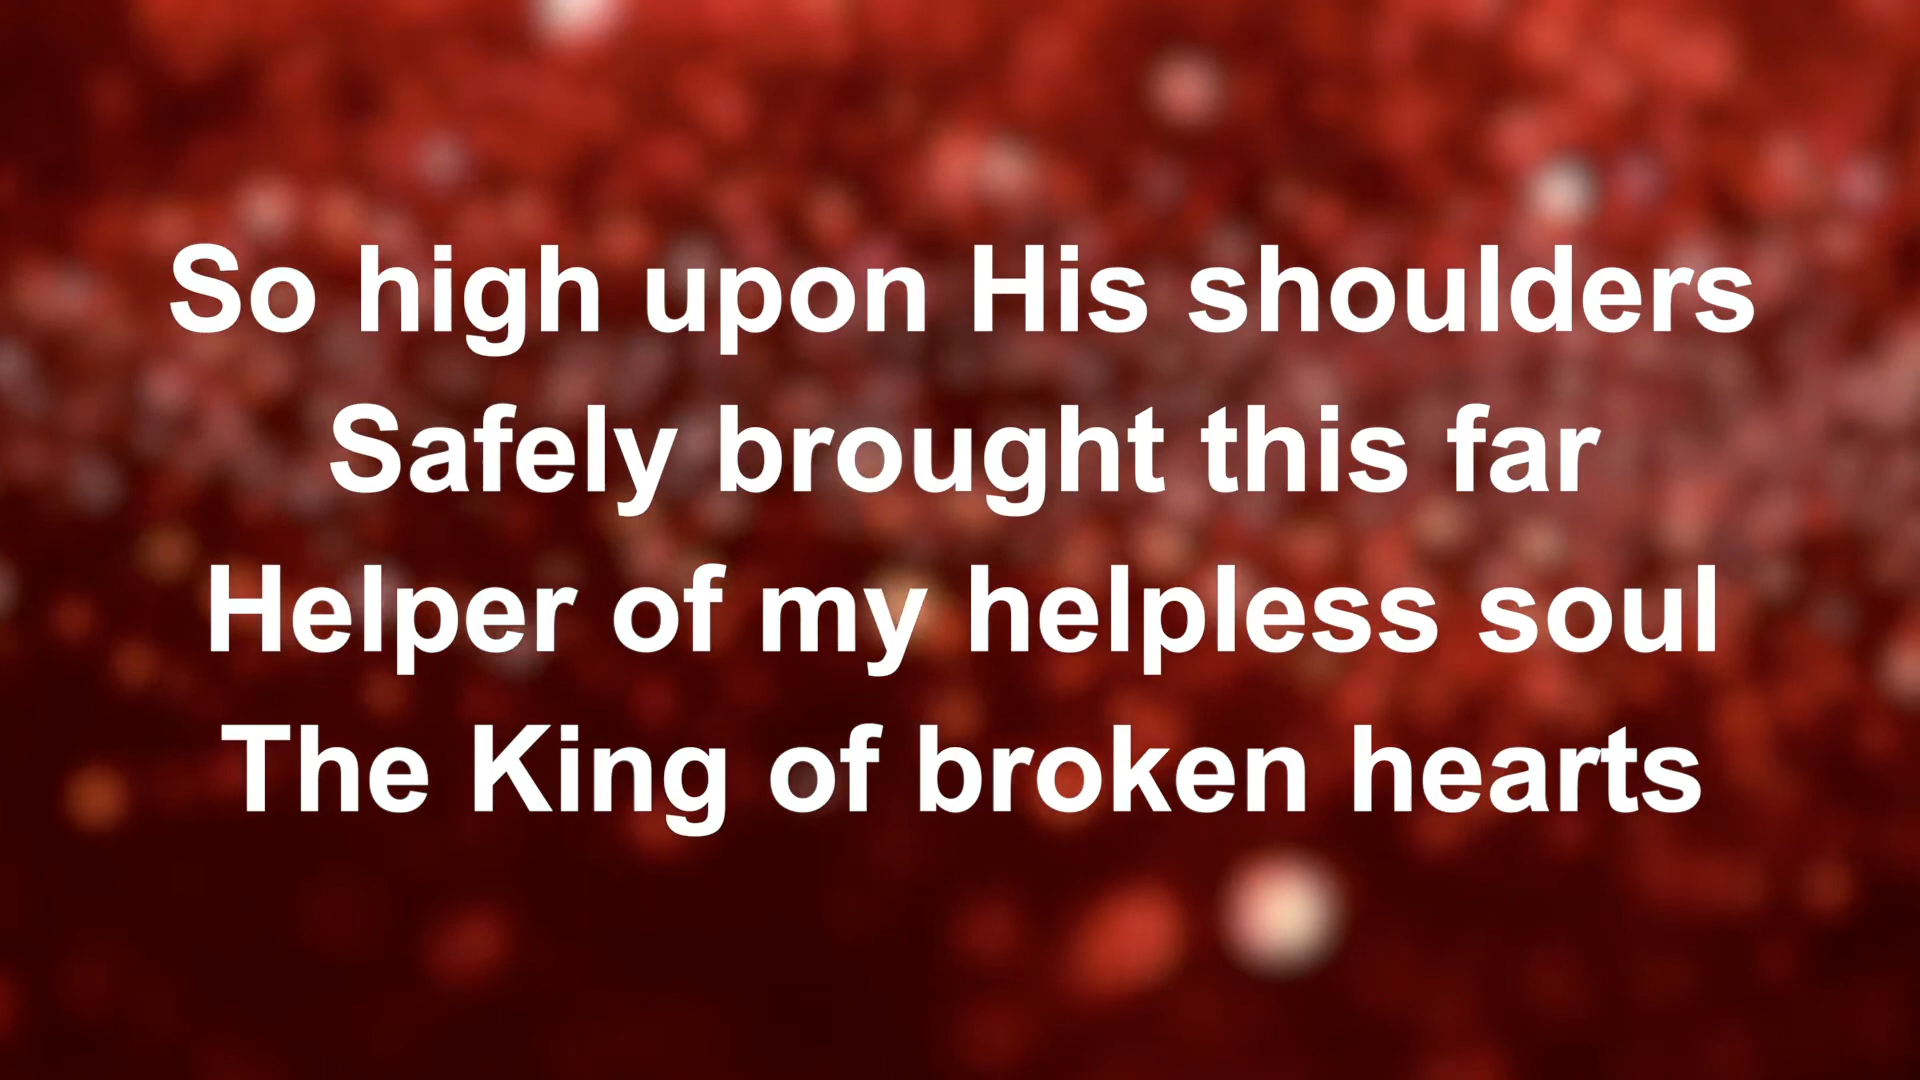 So high upon His shoulders
Safely brought this far
Helper of my helpless soul
The King of broken hearts